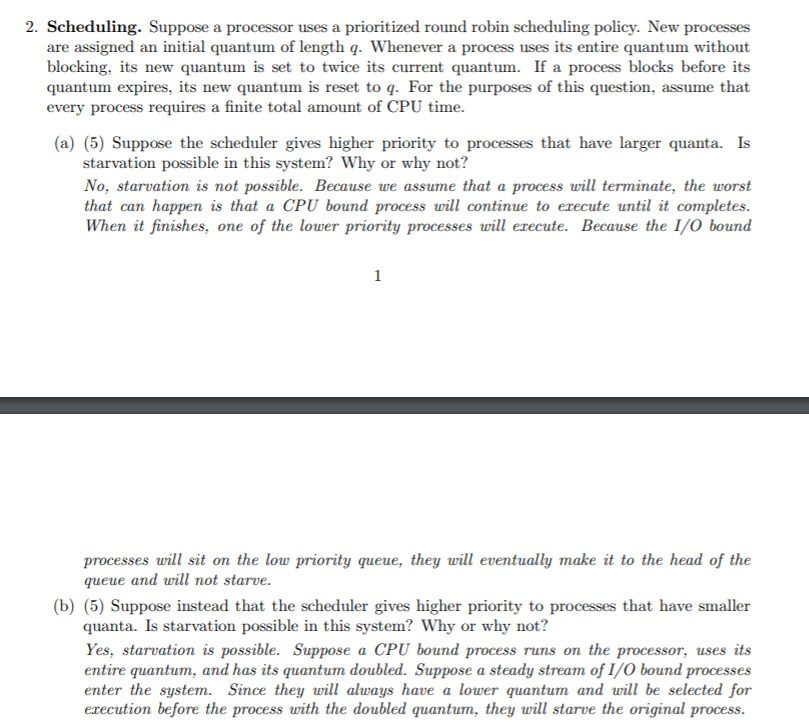 2. Scheduling. Suppose a processor uses a prioritized round robin scheduling policy. New processes
are assigned an initial quantum of length q. Whenever a process uses its entire quantum without
blocking, its new quantum is set to twice its current quantum. If a process blocks before its
quantum expires, its new quantum is reset to q. For the purposes of this question, assume that
every process requires a finite total amount of CPU time.
(a) (5) Suppose the scheduler gives higher priority to processes that have larger quanta. Is
starvation possible in this system? Why or why not?
No, starvation is not possible. Because we assume that a process will terminate, the worst
that can happen is that a CPU bound process will continue to execute until it completes.
When it finishes, one of the lower priority processes will execute. Because the I/O bound
1
processes will sit on the low priority queue, they will eventually make it to the head of the
queue and will not starve.
(b) (5) Suppose instead that the scheduler gives higher priority to processes that have smaller
quanta. Is starvation possible in this system? Why or why not?
Yes, starvation is possible. Suppose a CPU bound process runs on the processor, uses its
entire quantum, and has its quantum doubled. Suppose a steady stream of I/O bound processes
enter the system. Since they will always have a lower quantum and will be selected for
execution before the process with the doubled quantum, they will starve the original process.